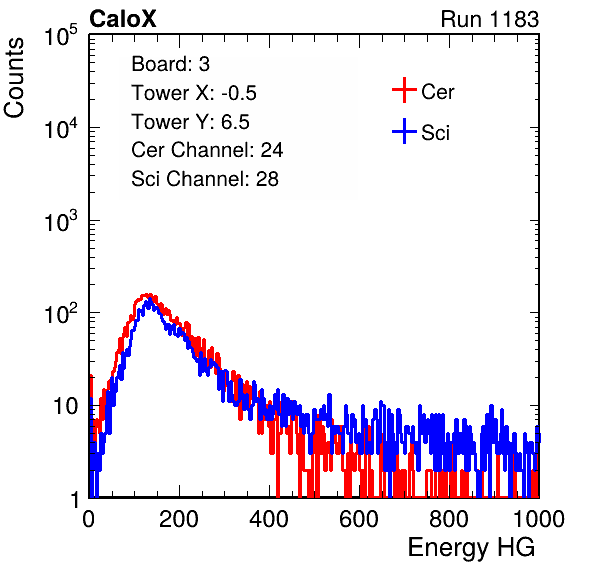 CaloX Run 1183
Counts
Board: 3
Tower X: -0.5
Tower Y: 6.5
Cer Channel: 24
Sci Channel: 28
Cer
Sci
10^5
10^4
10^3
10^2
10
1
0 200 400 600 800 1000
Energy HG